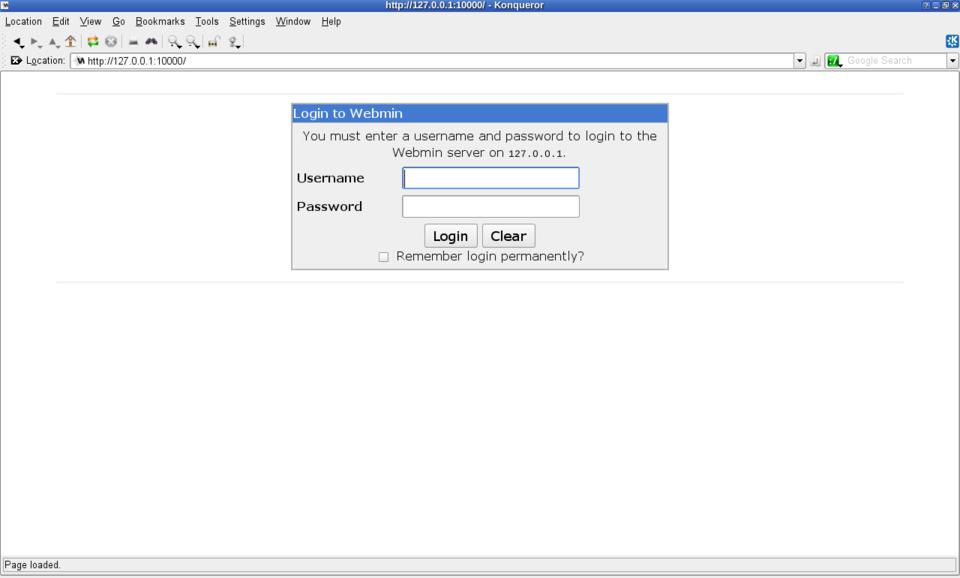 http://127.0.0.1:10000/ - Konqueror
Location Edit View Go Bookmarks Tools Settings Window Help
Location: http://127.0.0.1:10000/ Google Search
Login to Webmin
You must enter a username and password to login to the
Webmin server on 127.0.0.1.
Username
Password
Login Clear
Remember login permanently?
Page loaded.